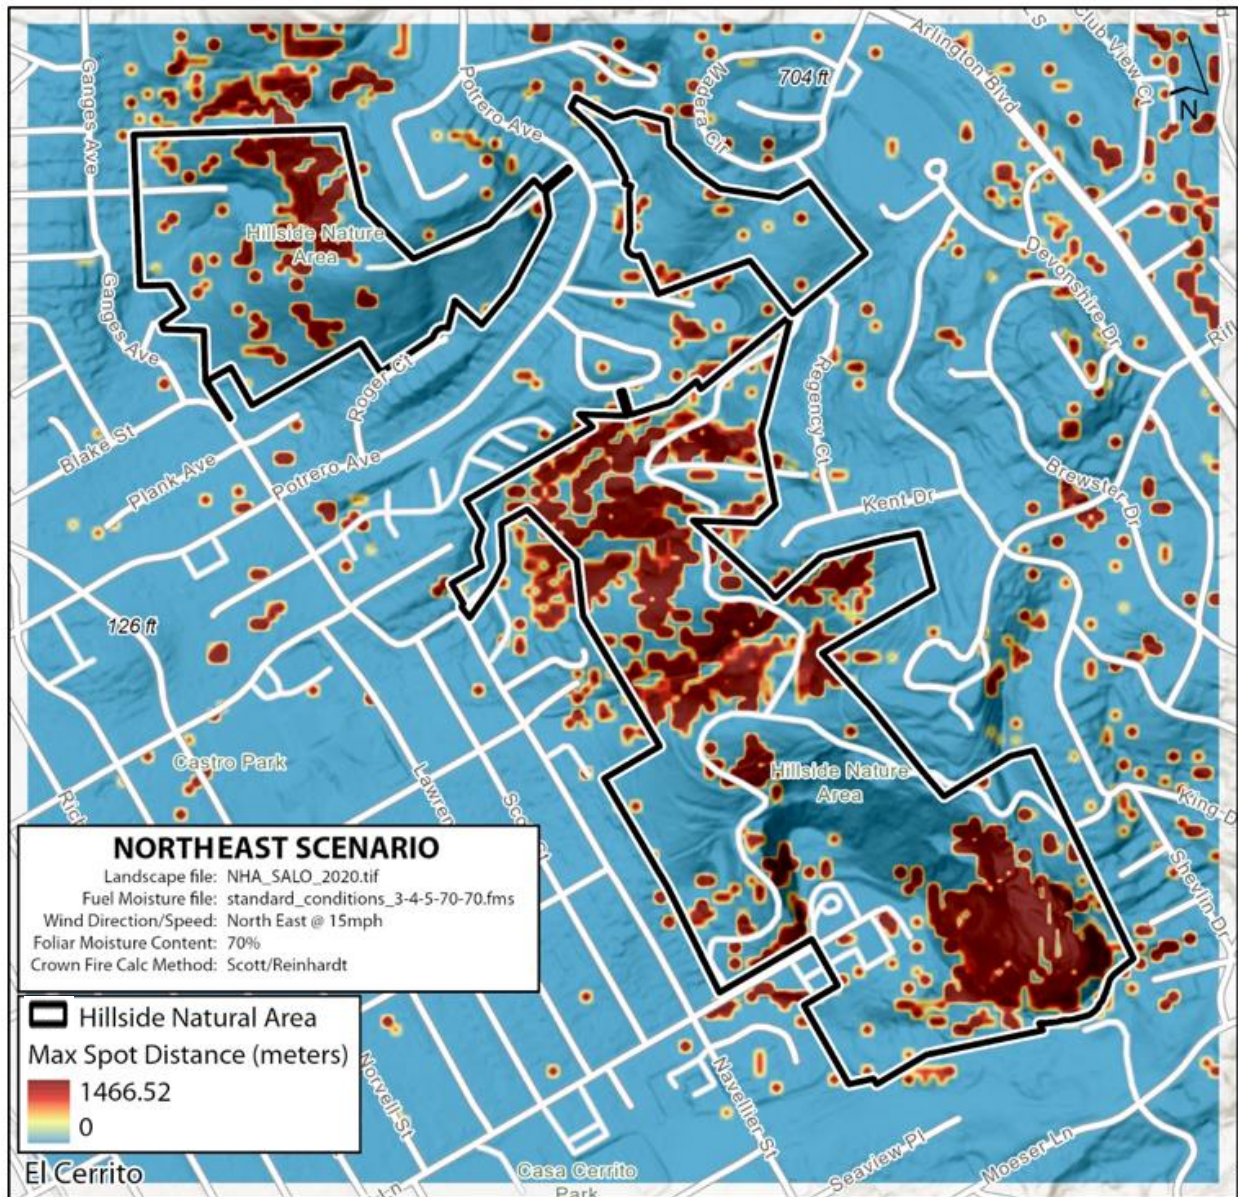 Ganges Ave
Potrero Ave
Madera Cir
704 ft
Arlington Blvd
Club View Ct
N
Hillside Nature
Area
Devonshire Dr
Ganges Ave
Roger Ct
Regency Ct
Blake St
Plank Ave
Potrero Ave
Kent Dr
Brewster Dr
126 ft
Castro Park
Hillside Nature
Area
King D
Shevlin Dr
NORTHEAST SCENARIO
Landscape file: NHA_SALO_2020.tif
Fuel Moisture file: standard_conditions_3-4-5-70-70.fms
Wind Direction/Speed: North East @ 15mph
Foliar Moisture Content: 70%
Crown Fire Calc Method: Scott/Reinhardt
Hillside Natural Area
Max Spot Distance (meters)
1466.52
0
Norvell St
Navellier St
Seaview Pl
Moeser Ln
Casa Cerrito
Park
El Cerrito